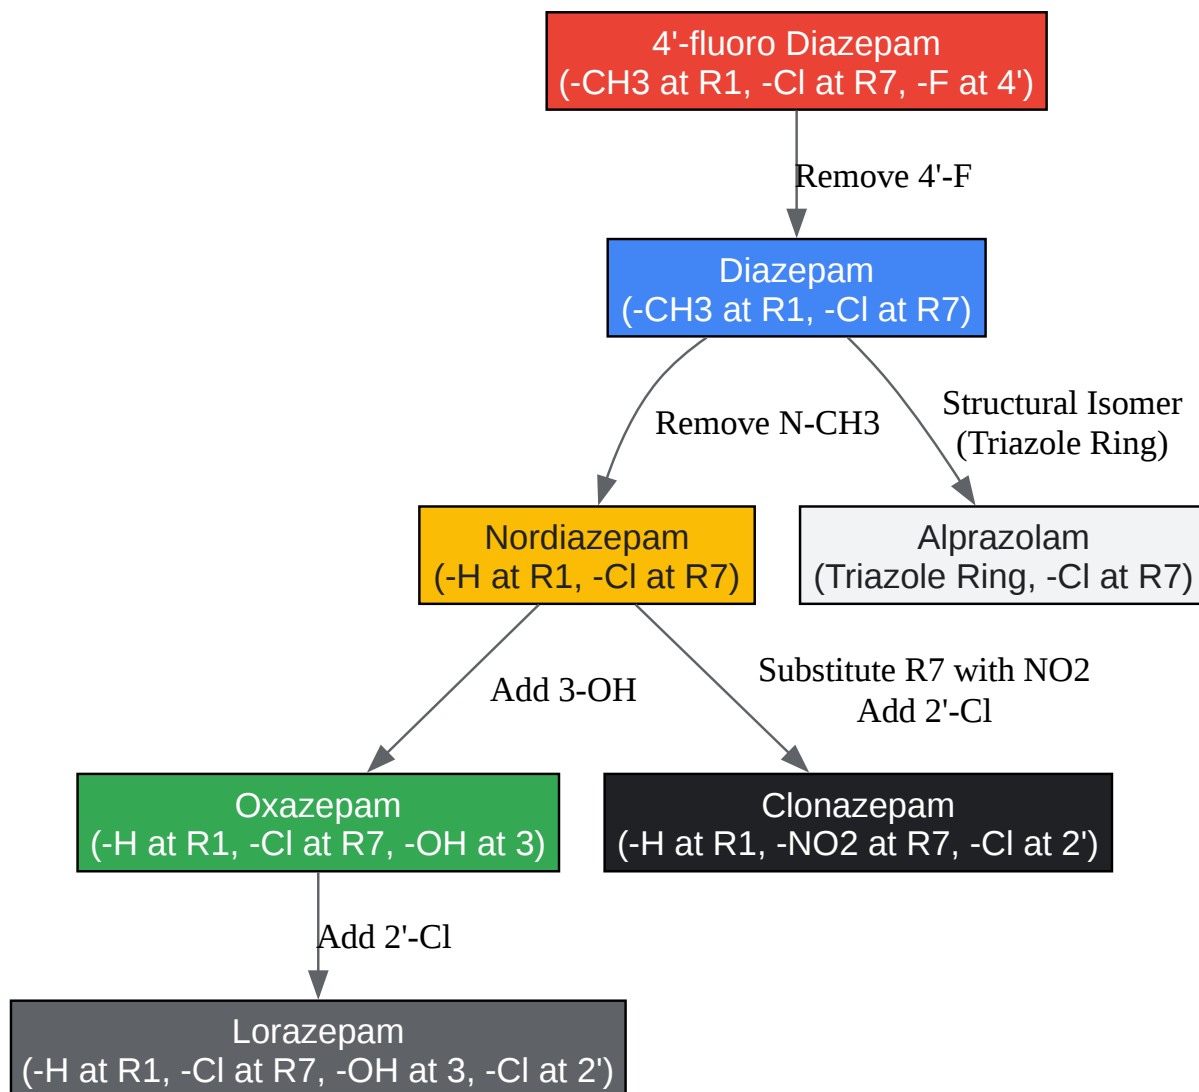 4'-fluoro Diazepam
(-CH3 at R1, -Cl at R7, -F at 4')
Remove 4'-F
Diazepam
(-CH3 at R1, -Cl at R7)
Remove N-CH3
Structural Isomer
(Triazole Ring)
Nordiazepam
(-H at R1, -Cl at R7)
Alprazolam
(Triazole Ring, -Cl at R7)
Add 3-OH
Substitute R7 with NO2
Add 2'-Cl
Oxazepam
(-H at R1, -Cl at R7, -OH at 3)
Clonazepam
(-H at R1, -NO2 at R7, -Cl at 2')
Add 2'-Cl
Lorazepam
(-H at R1, -Cl at R7, -OH at 3, -Cl at 2')